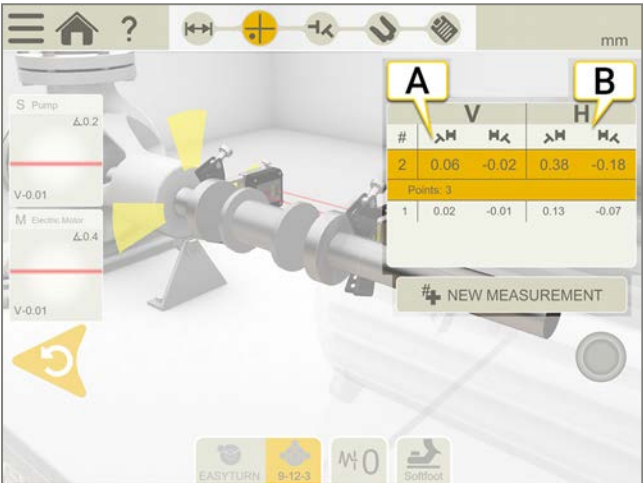 ?
mm
A
B
S Pump
∡0.2
V-0.01
M Electric Motor
∡0.4
V-0.01
V H
#
2 0.06 -0.02 0.38 -0.18
Points: 3
1 0.02 -0.01 0.13 -0.07
# NEW MEASUREMENT
0
EASYTURN 9-12-3 Softfoot